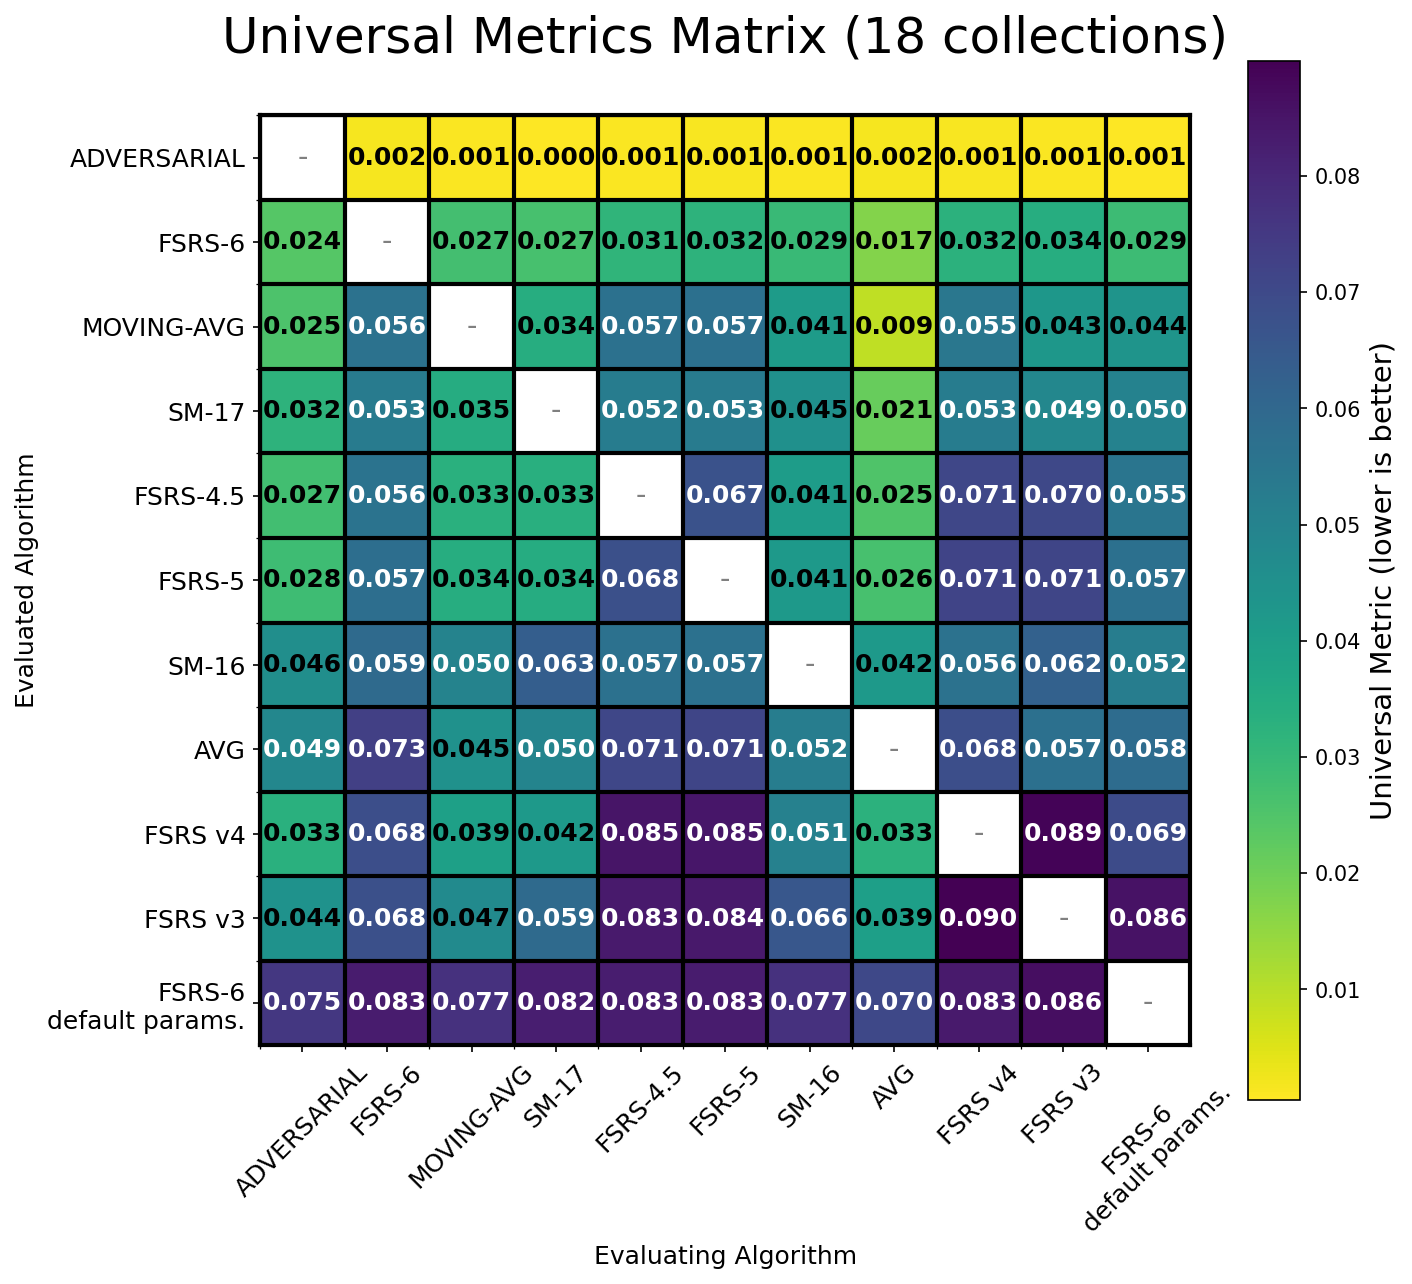 Universal Metrics Matrix (18 collections)
ADVERSARIAL - 0.002 0.001 0.000 0.001 0.001 0.001 0.002 0.001 0.001 0.001
FSRS-6 0.024 - 0.027 0.027 0.031 0.032 0.029 0.017 0.032 0.034 0.029
MOVING-AVG 0.025 0.056 - 0.034 0.057 0.057 0.041 0.009 0.055 0.043 0.044
SM-17 0.032 0.053 0.035 - 0.052 0.053 0.045 0.021 0.053 0.049 0.050
FSRS-4.5 0.027 0.056 0.033 0.033 - 0.067 0.041 0.025 0.071 0.070 0.055
FSRS-5 0.028 0.057 0.034 0.034 0.068 - 0.041 0.026 0.071 0.071 0.057
SM-16 0.046 0.059 0.050 0.063 0.057 0.057 - 0.042 0.056 0.062 0.052
AVG 0.049 0.073 0.045 0.050 0.071 0.071 0.052 - 0.068 0.057 0.058
FSRS v4 0.033 0.068 0.039 0.042 0.085 0.085 0.051 0.033 - 0.089 0.069
FSRS v3 0.044 0.068 0.047 0.059 0.083 0.084 0.066 0.039 0.090 - 0.086
FSRS-6
default params. 0.075 0.083 0.077 0.082 0.083 0.083 0.077 0.070 0.083 0.086 -
Evaluated Algorithm
ADVERSARIAL
FSRS-6
MOVING-AVG
SM-17
FSRS-4.5
FSRS-5
SM-16
AVG
FSRS v4
FSRS v3
FSRS-6
default params.
Evaluating Algorithm
0.08
0.07
0.06
0.05
0.04
0.03
0.02
0.01
Universal Metric (lower is better)